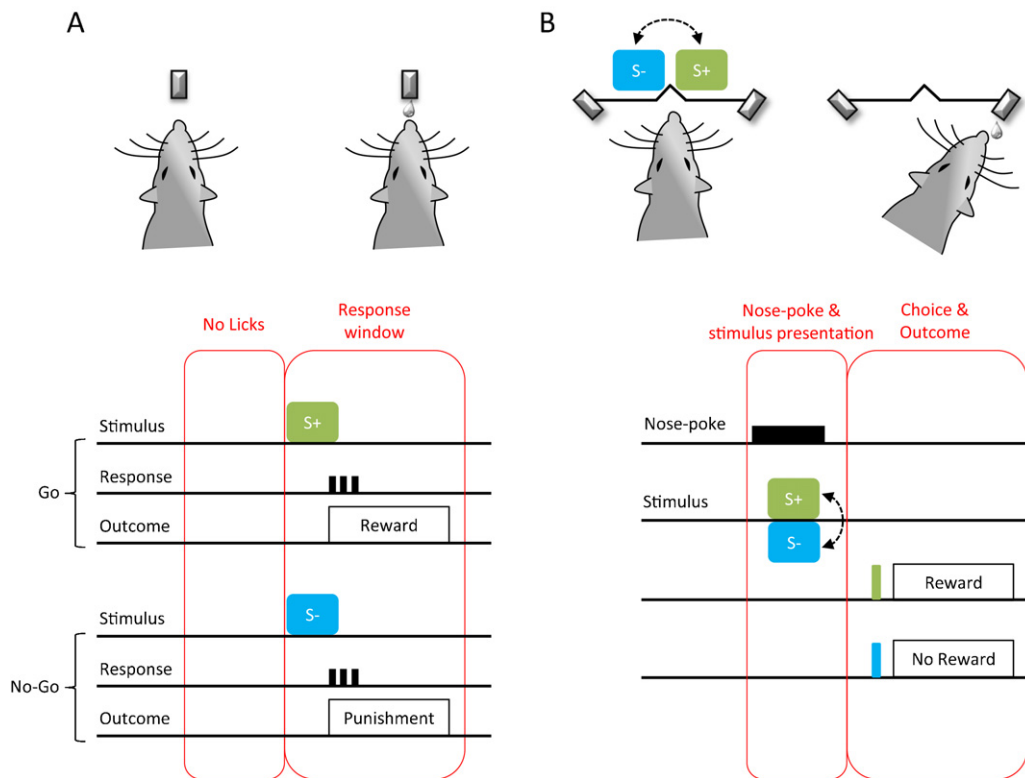 A
B
S-
S+
No Licks
Response
window
Stimulus
S+
Go
Response
Outcome
Reward
Stimulus
S-
No-Go
Response
Outcome
Punishment
Nose-poke &
stimulus presentation
Choice &
Outcome
Nose-poke
Stimulus
S+
S-
Reward
No Reward